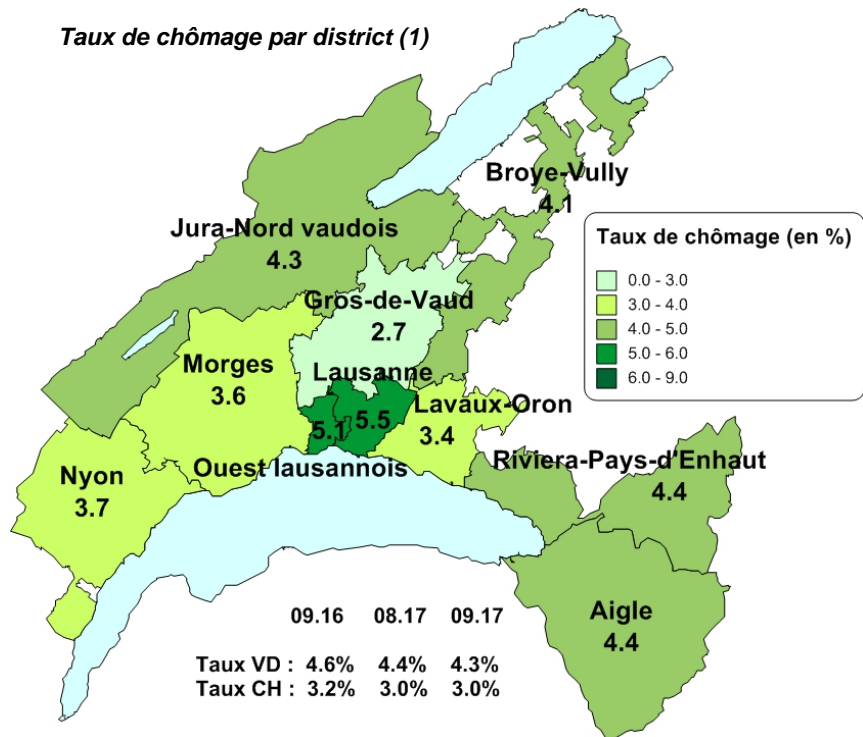 Taux de chômage par district (1)
Broye-Vully
4.1
Jura-Nord vaudois
4.3
Taux de chômage (en %)
0.0 - 3.0
3.0 - 4.0
4.0 - 5.0
5.0 - 6.0
6.0 - 9.0
Gros-de-Vaud
2.7
Morges
3.6
Lausanne
5.5
5.1
Lavaux-Oron
3.4
Ouest lausannois
Riviera-Pays-d'Enhaut
4.4
Nyon
3.7
Aigle
4.4
09.16 08.17 09.17
Taux VD : 4.6% 4.4% 4.3%
Taux CH : 3.2% 3.0% 3.0%